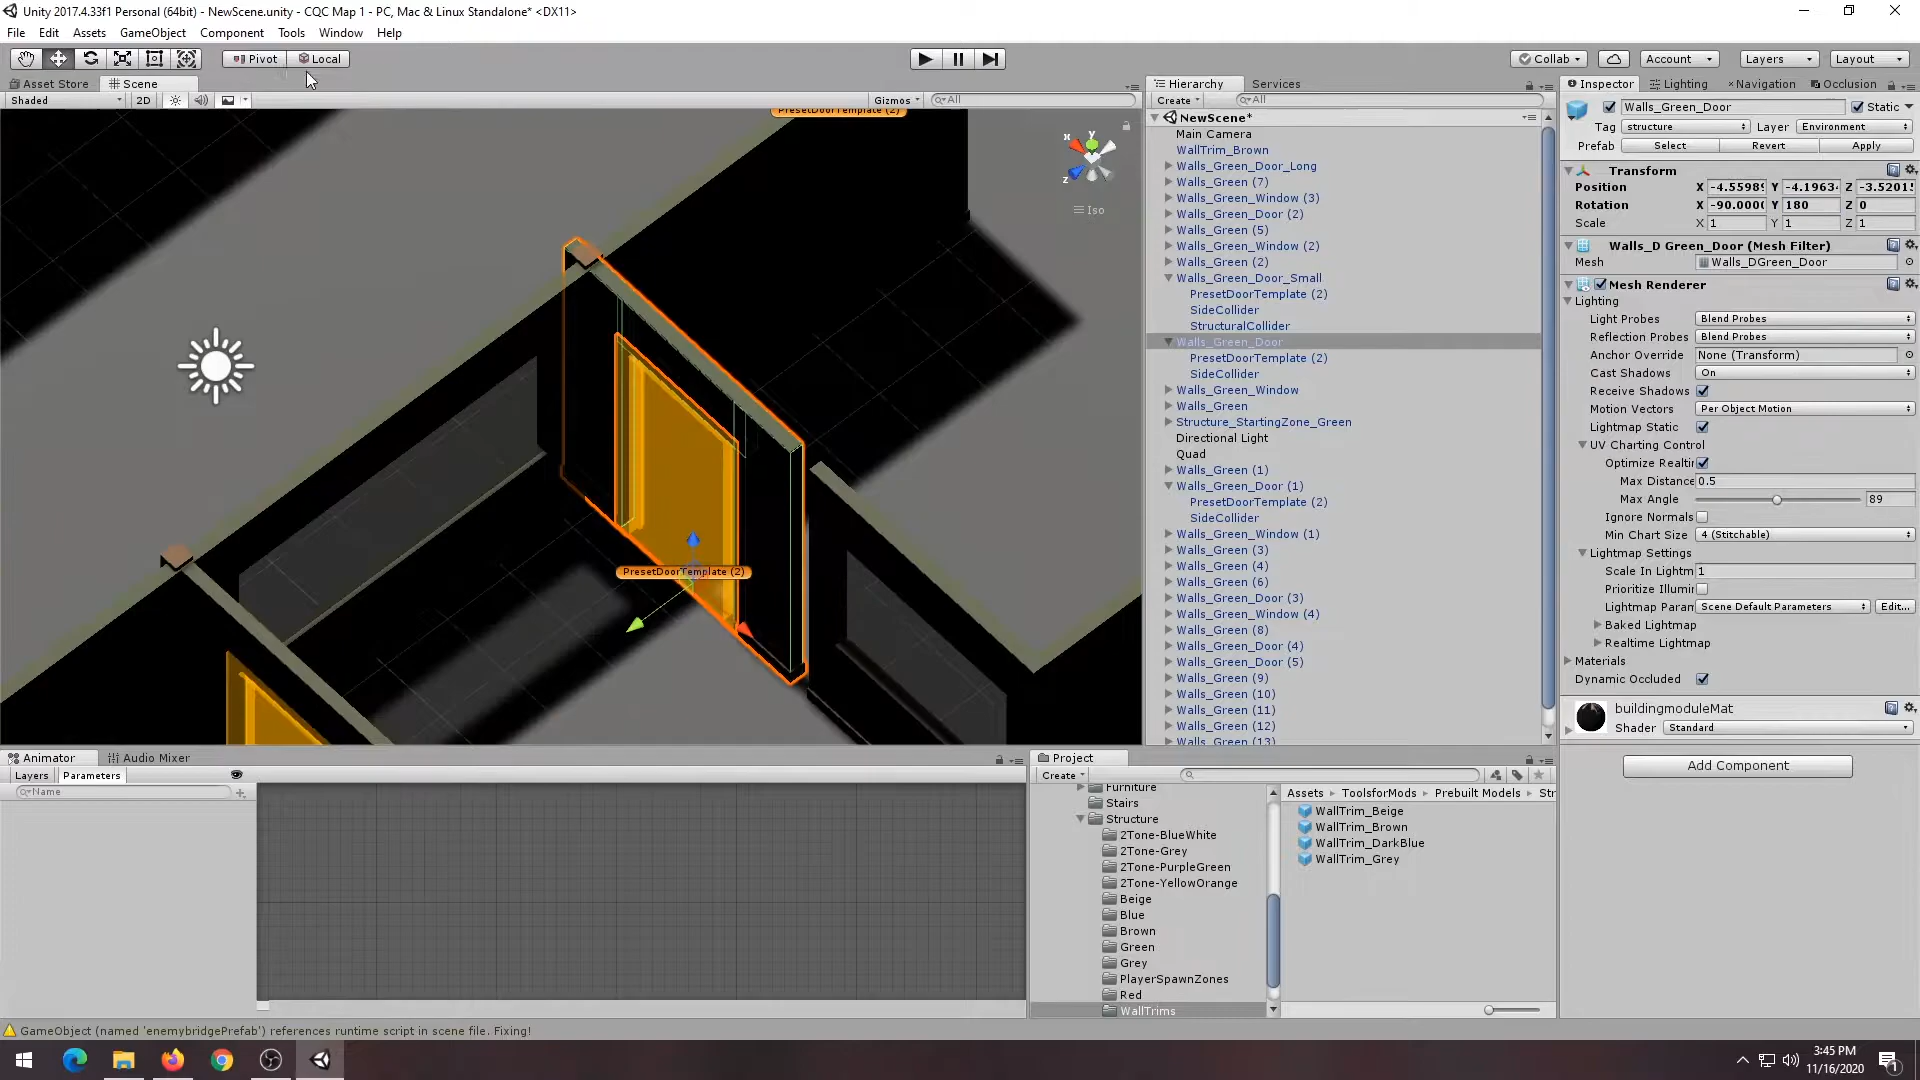 Unity 2017.4.33f1 Personal (64bit) - NewScene.unity - CQC Map 1 - PC, Mac & Linux Standalone* <DX11>
File Edit Assets GameObject Component Tools Window Help
Pivot Local
Collab Account Layers Layout
Asset Store Scene
Shaded 2D Gizmos All
PresetDoorTemplate (2)
x y z
Iso
PresetDoorTemplate (2)
Hierarchy Services
Create All
NewScene*
Main Camera
WallTrim_Brown
Walls_Green_Door_Long
Walls_Green (7)
Walls_Green_Window (3)
Walls_Green_Door (2)
Walls_Green (5)
Walls_Green_Window (2)
Walls_Green (2)
Walls_Green_Door_Small
PresetDoorTemplate (2)
SideCollider
StructuralCollider
Walls_Green_Door
PresetDoorTemplate (2)
SideCollider
Walls_Green_Window
Walls_Green
Structure_StartingZone_Green
Directional Light
Quad
Walls_Green (1)
Walls_Green_Door (1)
PresetDoorTemplate (2)
SideCollider
Walls_Green_Window (1)
Walls_Green (3)
Walls_Green (4)
Walls_Green (6)
Walls_Green_Door (3)
Walls_Green_Window (4)
Walls_Green (8)
Walls_Green_Door (4)
Walls_Green_Door (5)
Walls_Green (9)
Walls_Green (10)
Walls_Green (11)
Walls_Green (12)
Walls_Green (13)
Inspector Lighting Navigation Occlusion
Walls_Green_Door Static
Tag structure Layer Environment
Prefab Select Revert Apply
Transform
Position X -4.5598 Y -4.1963 Z -3.5201
Rotation X -90.0000 Y 180 Z 0
Scale X 1 Y 1 Z 1
Walls_D Green_Door (Mesh Filter)
Mesh Walls_DGreen_Door
Mesh Renderer
Lighting
Light Probes Blend Probes
Reflection Probes Blend Probes
Anchor Override None (Transform)
Cast Shadows On
Receive Shadows
Motion Vectors Per Object Motion
Lightmap Static
UV Charting Control
Optimize Realtir
Max Distance 0.5
Max Angle 89
Ignore Normals
Min Chart Size 4 (Stitchable)
Lightmap Settings
Scale In Lightm 1
Prioritize Illumir
Lightmap Param Scene Default Parameters Edit...
Baked Lightmap
Realtime Lightmap
Materials
Dynamic Occluded
buildingmoduleMat
Shader Standard
Add Component
Animator Audio Mixer
Layers Parameters
Name
Project
Create
Furniture
Stairs
Structure
2Tone-BlueWhite
2Tone-Grey
2Tone-PurpleGreen
2Tone-YellowOrange
Beige
Blue
Brown
Green
Grey
PlayerSpawnZones
Red
WallTrims
Assets ToolsforMods Prebuilt Models Str
WallTrim_Beige
WallTrim_Brown
WallTrim_DarkBlue
WallTrim_Grey
GameObject (named 'enemybridgePrefab') references runtime script in scene file. Fixing!
3:45 PM
11/16/2020
1